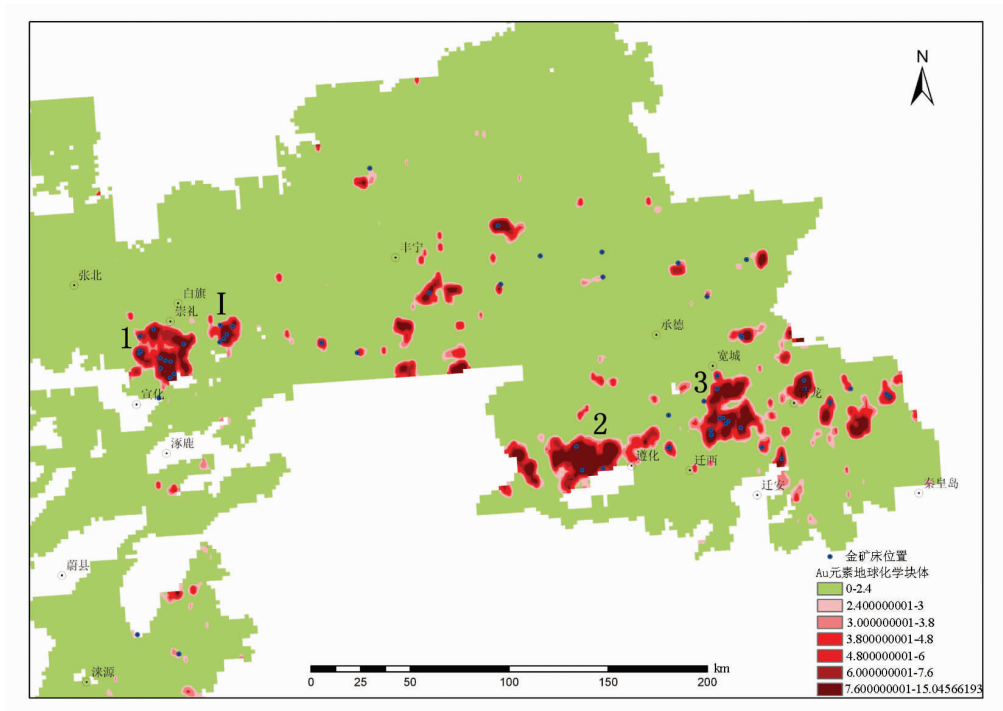 N
丰宁
张北
白旗
I
崇礼
1
承德
宽城
3
宣化
青龙
2
涿鹿
遵化
迁西
秦皇岛
迁安
金矿床位置
蔚县
Au元素地球化学块体
0-2.4
2.400000001-3
3.000000001-3.8
3.800000001-4.8
4.800000001-6
6.000000001-7.6
7.600000001-15.04566193
涞源
km
0 25 50 100 150 200